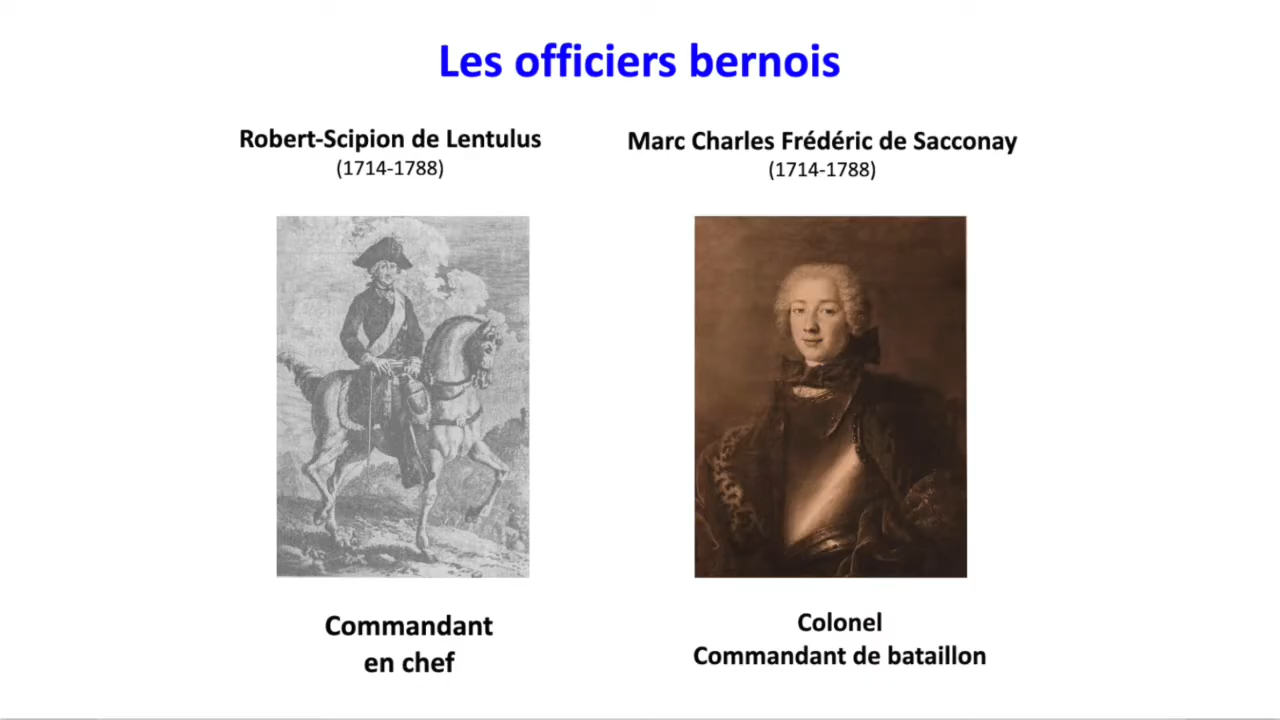 Les officiers bernois
Robert-Scipion de Lentulus
(1714-1788)
Marc Charles Frédéric de Sacconay
(1714-1788)
Commandant
en chef
Colonel
Commandant de bataillon